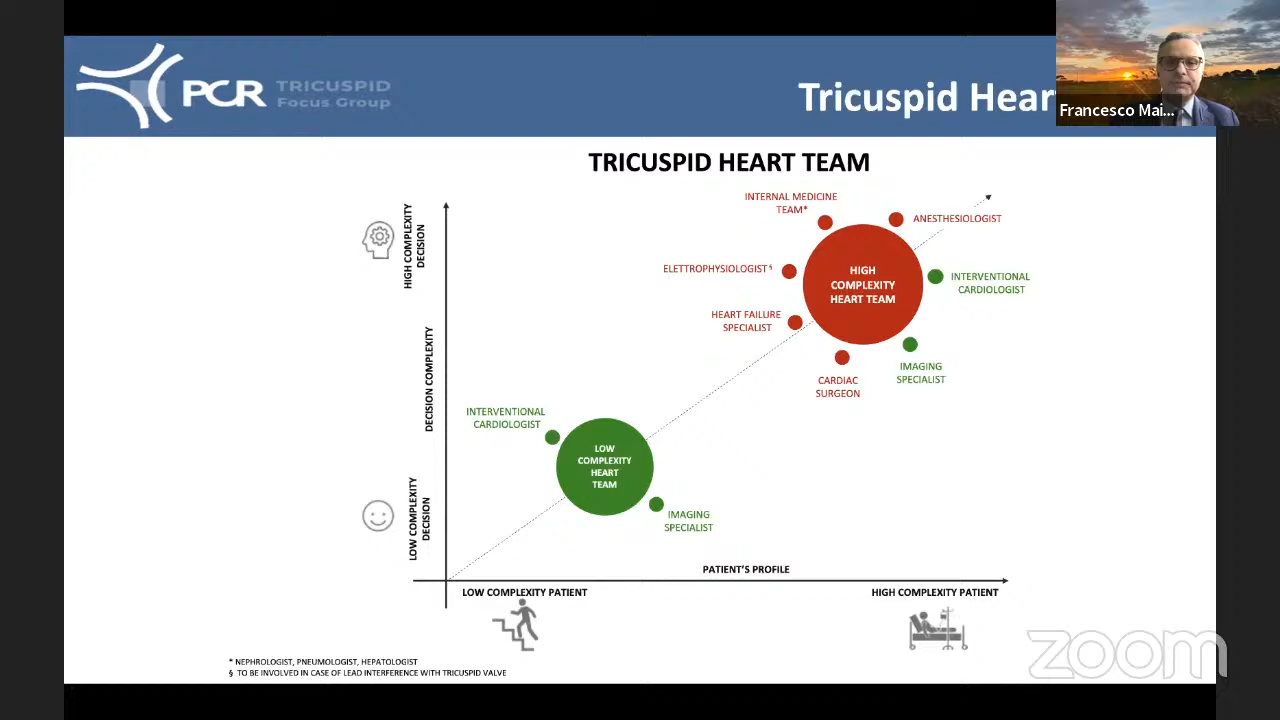 PCR TRICUSPID
Focus Group
Tricuspid Hear
Francesco Mai...
TRICUSPID HEART TEAM
HIGH COMPLEXITY
DECISION
DECISION COMPLEXITY
LOW COMPLEXITY
DECISION
INTERNAL MEDICINE
TEAM*
ANESTHESIOLOGIST
ELETTROPHYSIOLOGIST §
HIGH
COMPLEXITY
HEART TEAM
INTERVENTIONAL
CARDIOLOGIST
HEART FAILURE
SPECIALIST
IMAGING
SPECIALIST
CARDIAC
SURGEON
INTERVENTIONAL
CARDIOLOGIST
LOW
COMPLEXITY
HEART
TEAM
IMAGING
SPECIALIST
PATIENT'S PROFILE
LOW COMPLEXITY PATIENT
HIGH COMPLEXITY PATIENT
* NEPHROLOGIST, PNEUMOLOGIST, HEPATOLOGIST
§ TO BE INVOLVED IN CASE OF LEAD INTERFERENCE WITH TRICUSPID VALVE
zoom